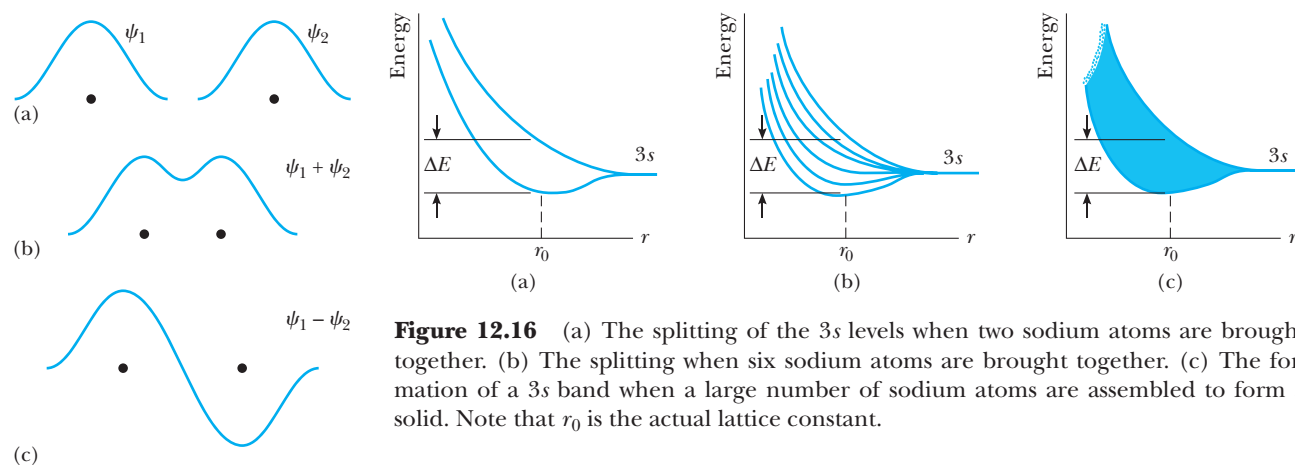 ψ1
ψ2
(a)
ψ1 + ψ2
(b)
ψ1 − ψ2
(c)
Energy
ΔE
3s
r
r0
(a)
Energy
ΔE
3s
r
r0
(b)
Energy
ΔE
3s
r
r0
(c)
Figure 12.16 (a) The splitting of the 3s levels when two sodium atoms are brough
together. (b) The splitting when six sodium atoms are brought together. (c) The for
mation of a 3s band when a large number of sodium atoms are assembled to form
solid. Note that r0 is the actual lattice constant.